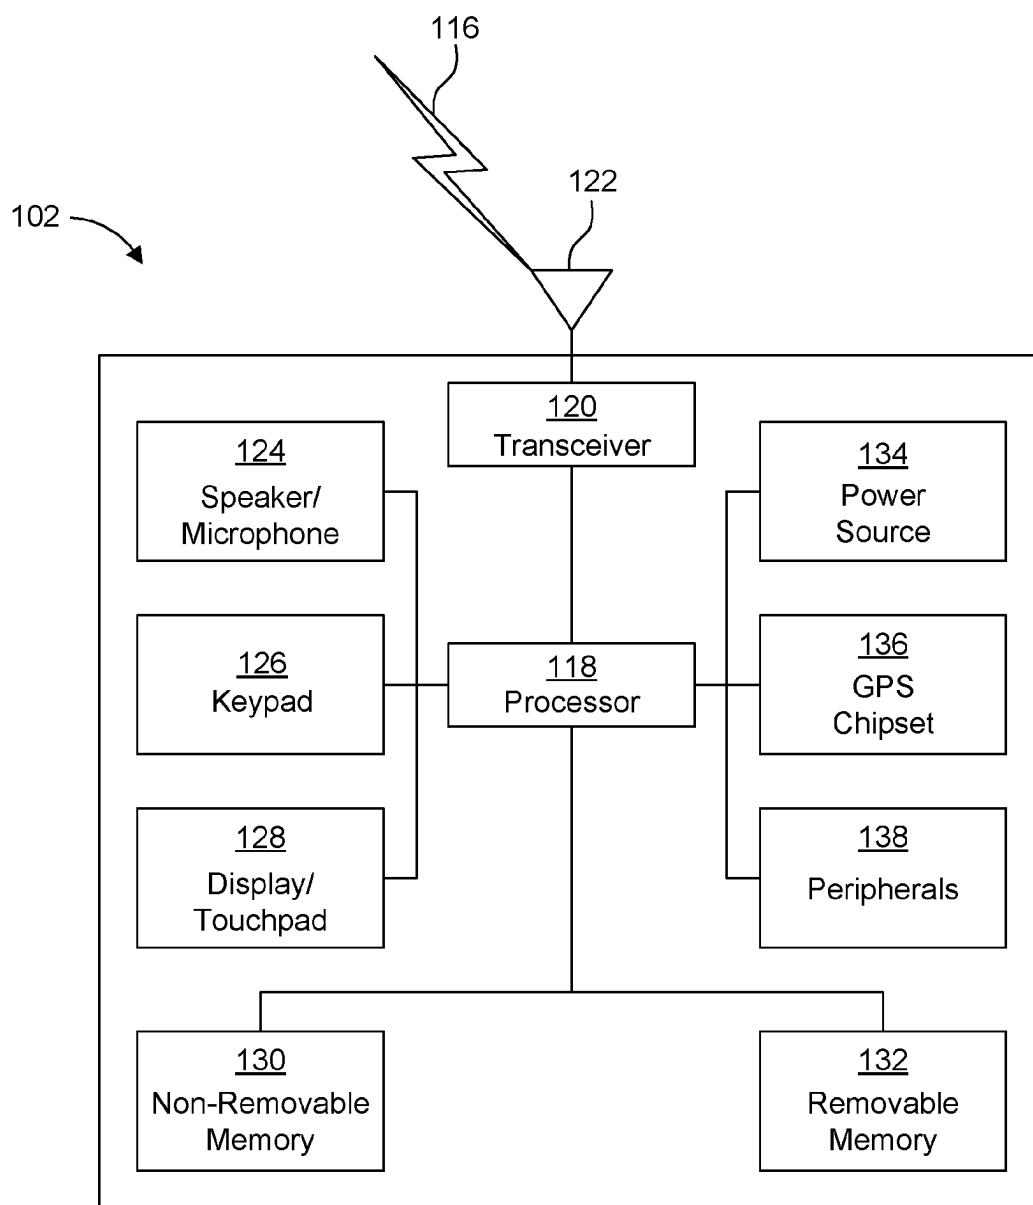 116
122
102
120
Transceiver
124
Speaker/
Microphone
134
Power
Source
126
Keypad
118
Processor
136
GPS
Chipset
128
Display/
Touchpad
138
Peripherals
130
Non-Removable
Memory
132
Removable
Memory